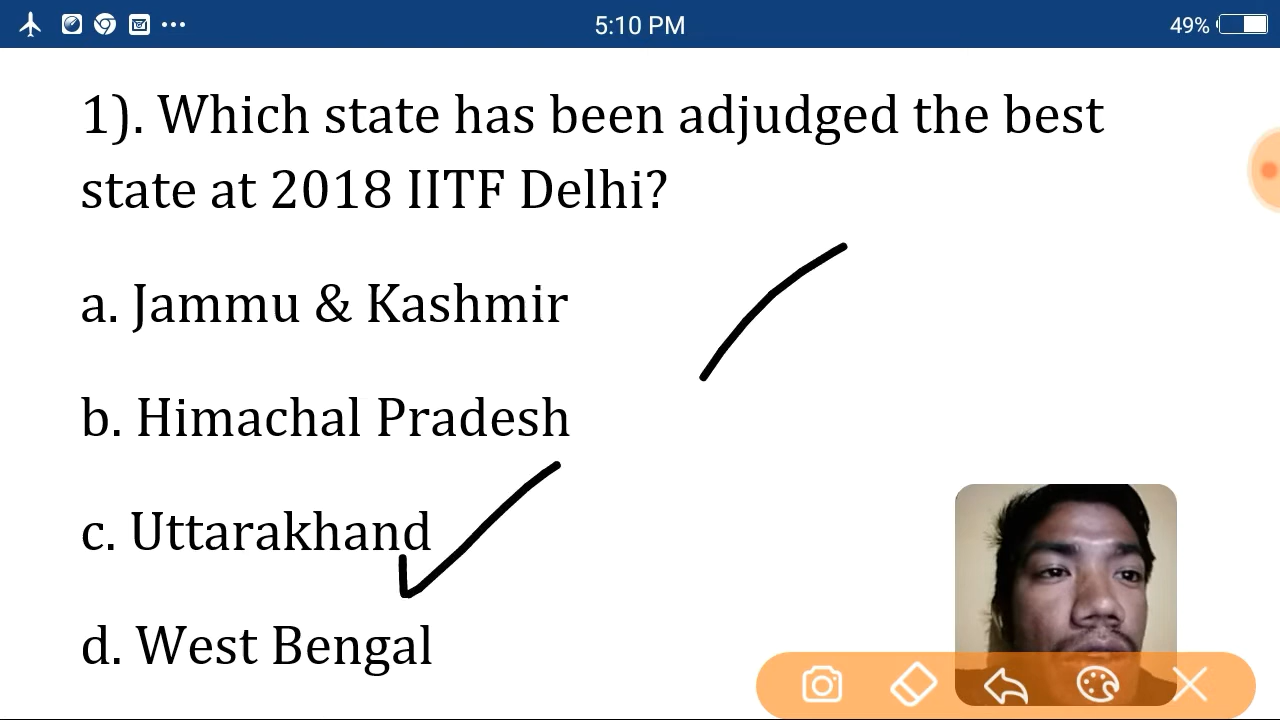 5:10 PM
49%
1). Which state has been adjudged the best
state at 2018 IITF Delhi?
a. Jammu & Kashmir
b. Himachal Pradesh
c. Uttarakhand
d. West Bengal